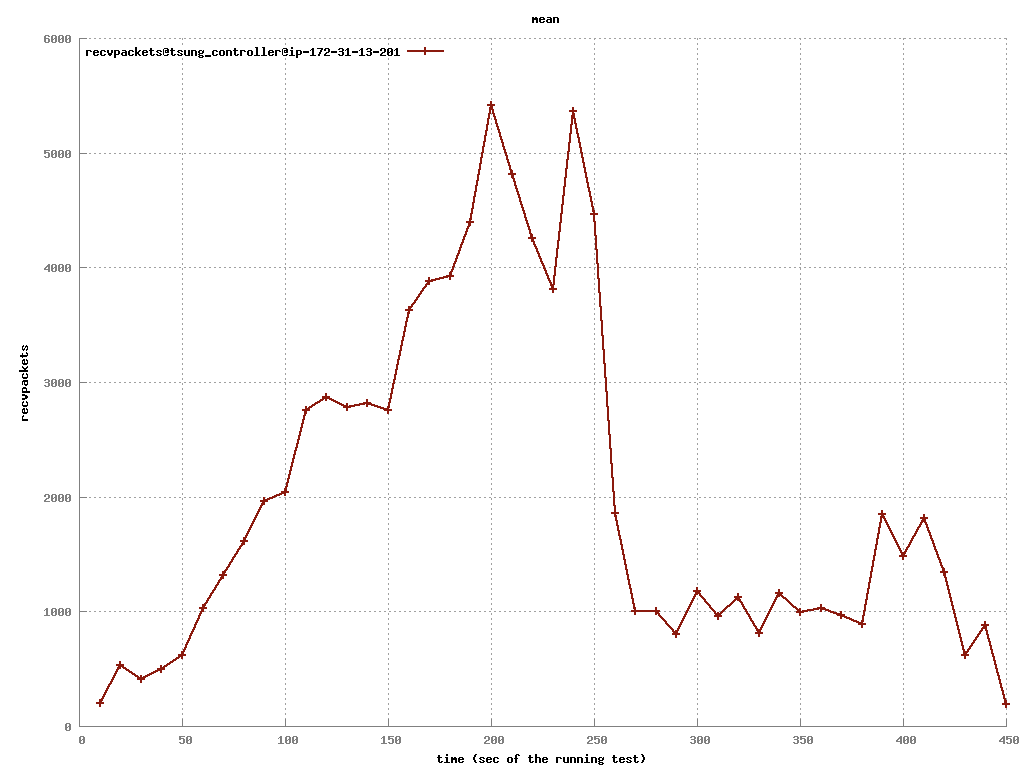 mean
6000
recvpackets@tsung_controller@ip-172-31-13-201
5000
4000
3000
recvpackets
2000
1000
0
0 50 100 150 200 250 300 350 400 450
time (sec of the running test)